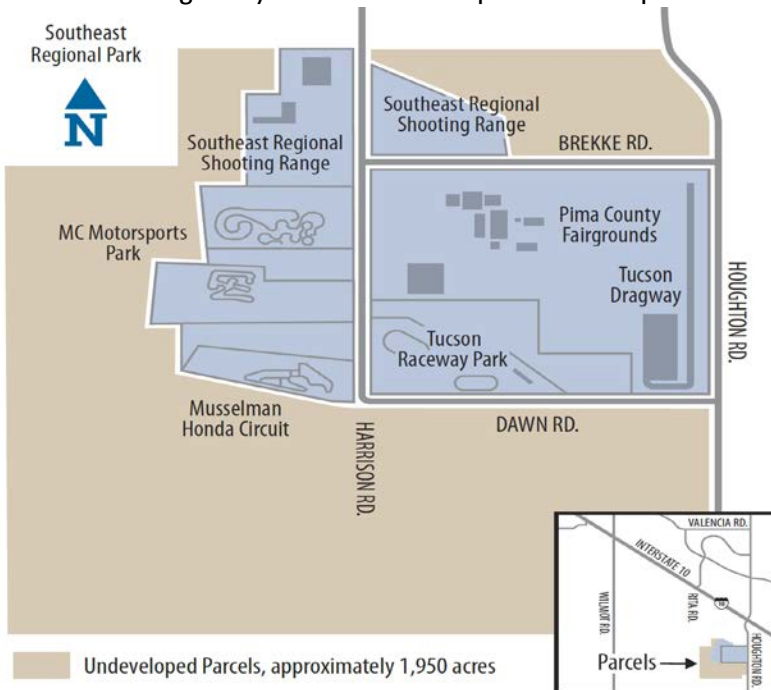 Southeast
Regional Park
N
Southeast Regional
Shooting Range
Southeast Regional
Shooting Range
BREKKE RD.
MC Motorsports
Park
Pima County
Fairgrounds
Tucson
Dragway
HOUGHTON RD.
Tucson
Raceway Park
Musselman
Honda Circuit
HARRISON RD.
DAWN RD.
VALENCIA RD.
INTERSTATE 10
10
WILMOT RD.
RITA RD.
HOUGHTON RD.
Parcels
Undeveloped Parcels, approximately 1,950 acres